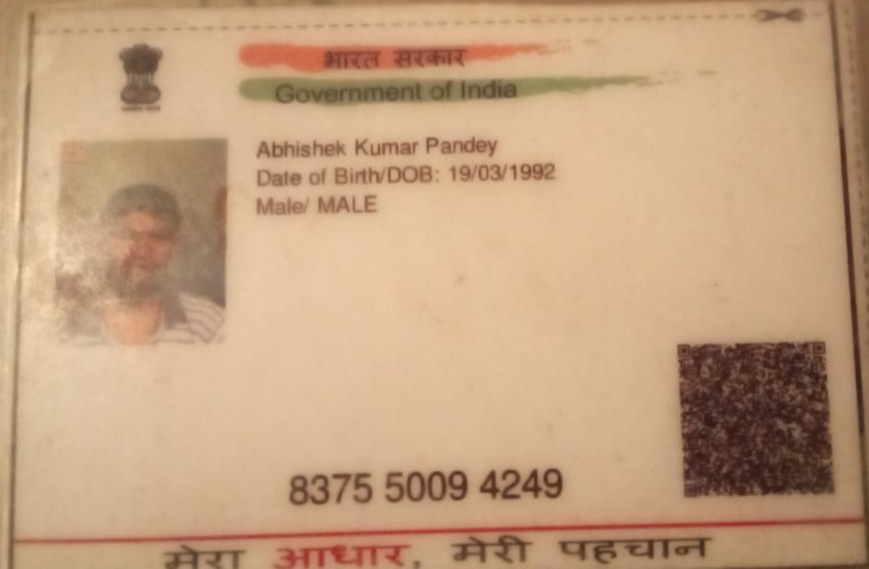 भारत सरकार
Government of India
Abhishek Kumar Pandey
Date of Birth/DOB: 19/03/1992
Male/ MALE
8375 5009 4249
मेरा आधार, मेरी पहचान